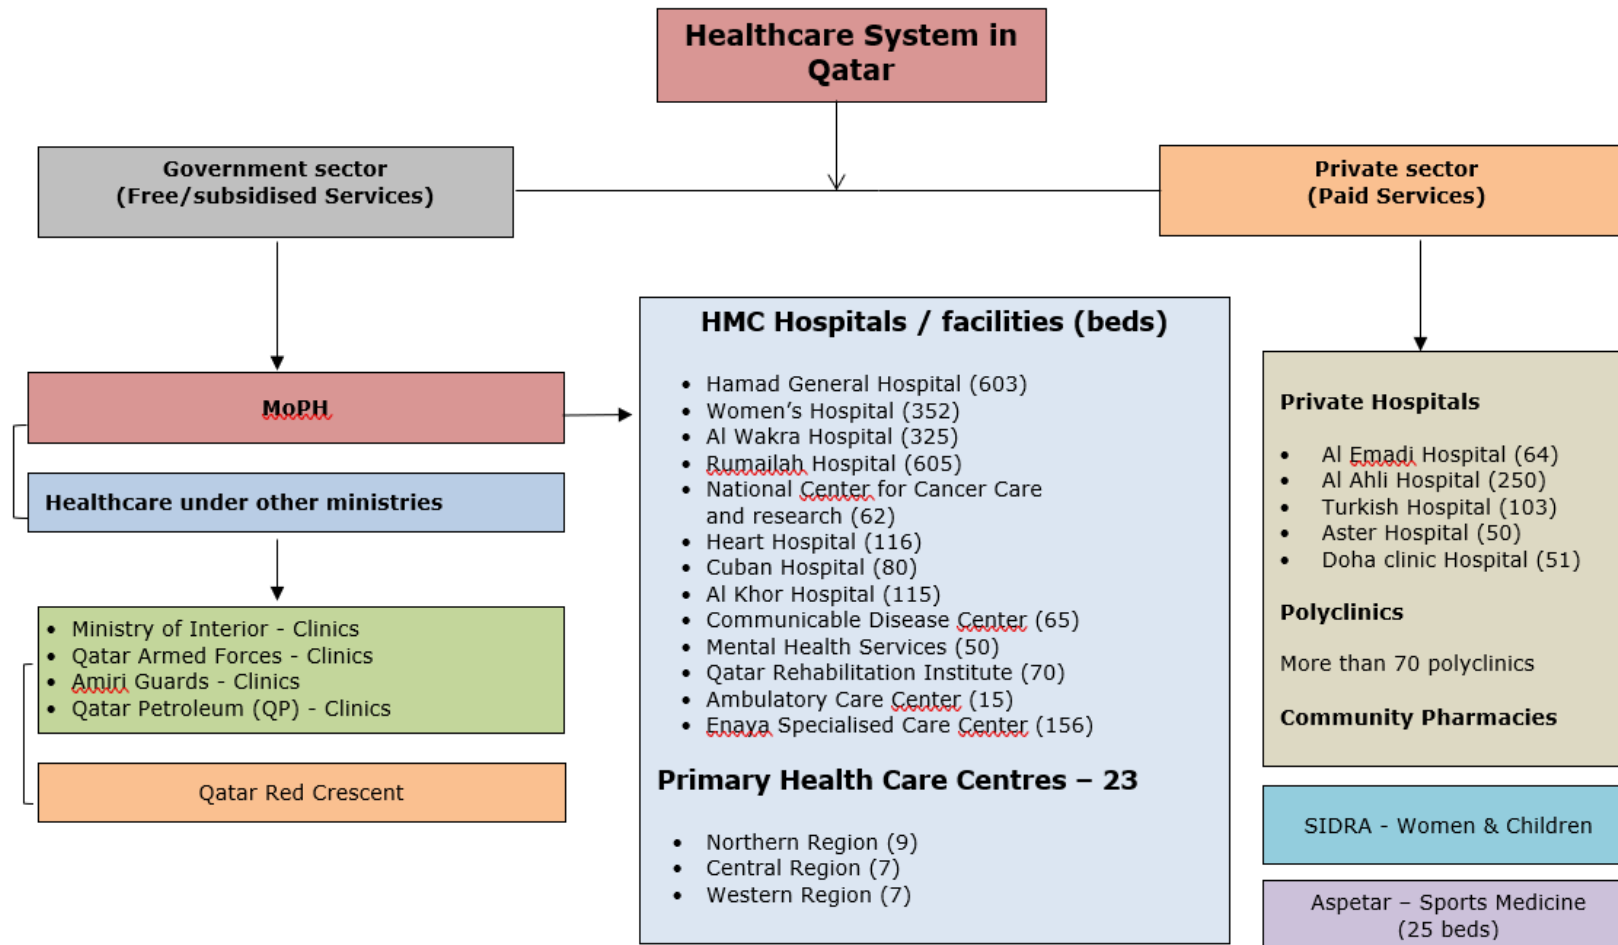 Healthcare System in
Qatar
Government sector
(Free/subsidised Services)
Private sector
(Paid Services)
MoPH
Healthcare under other ministries
• Ministry of Interior - Clinics
• Qatar Armed Forces - Clinics
• Amiri Guards - Clinics
• Qatar Petroleum (QP) - Clinics
Qatar Red Crescent
HMC Hospitals / facilities (beds)
• Hamad General Hospital (603)
• Women’s Hospital (352)
• Al Wakra Hospital (325)
• Rumailah Hospital (605)
• National Center for Cancer Care
and research (62)
• Heart Hospital (116)
• Cuban Hospital (80)
• Al Khor Hospital (115)
• Communicable Disease Center (65)
• Mental Health Services (50)
• Qatar Rehabilitation Institute (70)
• Ambulatory Care Center (15)
• Enaya Specialised Care Center (156)
Primary Health Care Centres – 23
• Northern Region (9)
• Central Region (7)
• Western Region (7)
Private Hospitals
• Al Emadi Hospital (64)
• Al Ahli Hospital (250)
• Turkish Hospital (103)
• Aster Hospital (50)
• Doha clinic Hospital (51)
Polyclinics
More than 70 polyclinics
Community Pharmacies
SIDRA - Women & Children
Aspetar – Sports Medicine
(25 beds)